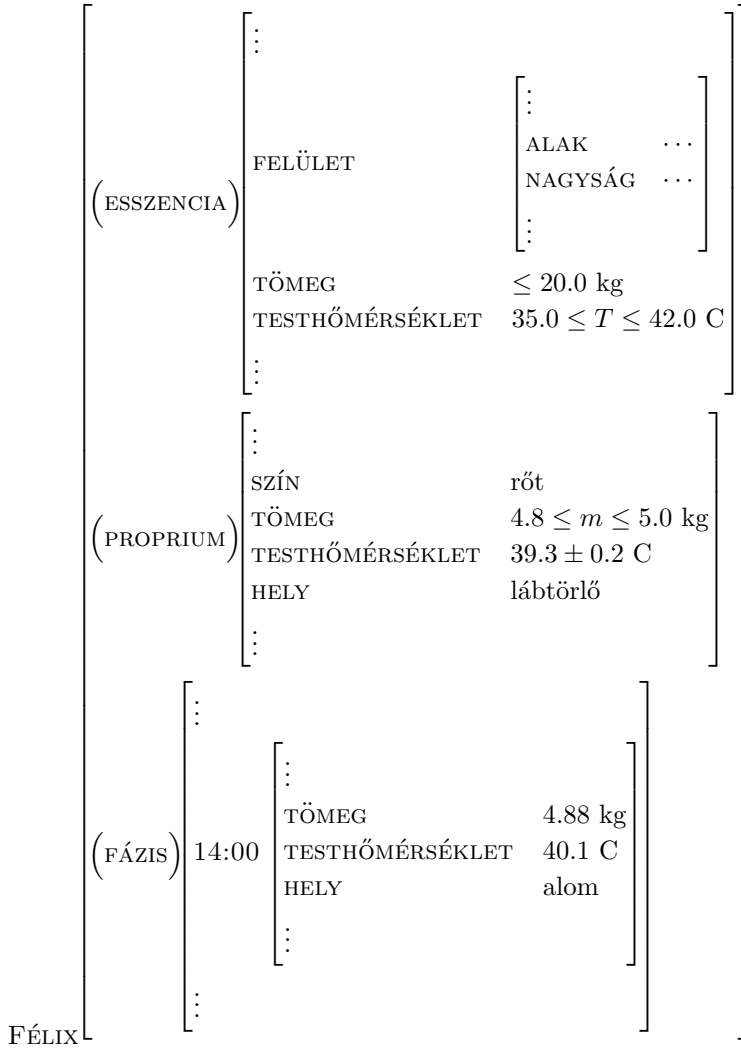 ⋮
⋮
ALAK ⋯
NAGYSÁG ⋯
⋮
FELÜLET
(ESSZENCIA)
TÖMEG ≤ 20.0 kg
TESTHŐMÉRSÉKLET 35.0 ≤ T ≤ 42.0 C
⋮
⋮
SZÍN rőt
TÖMEG 4.8 ≤ m ≤ 5.0 kg
(PROPRIUM)
TESTHŐMÉRSÉKLET 39.3 ± 0.2 C
HELY lábtörlő
⋮
⋮
⋮
TÖMEG 4.88 kg
(FÁZIS) 14:00 TESTHŐMÉRSÉKLET 40.1 C
HELY alom
⋮
⋮
FÉLIX